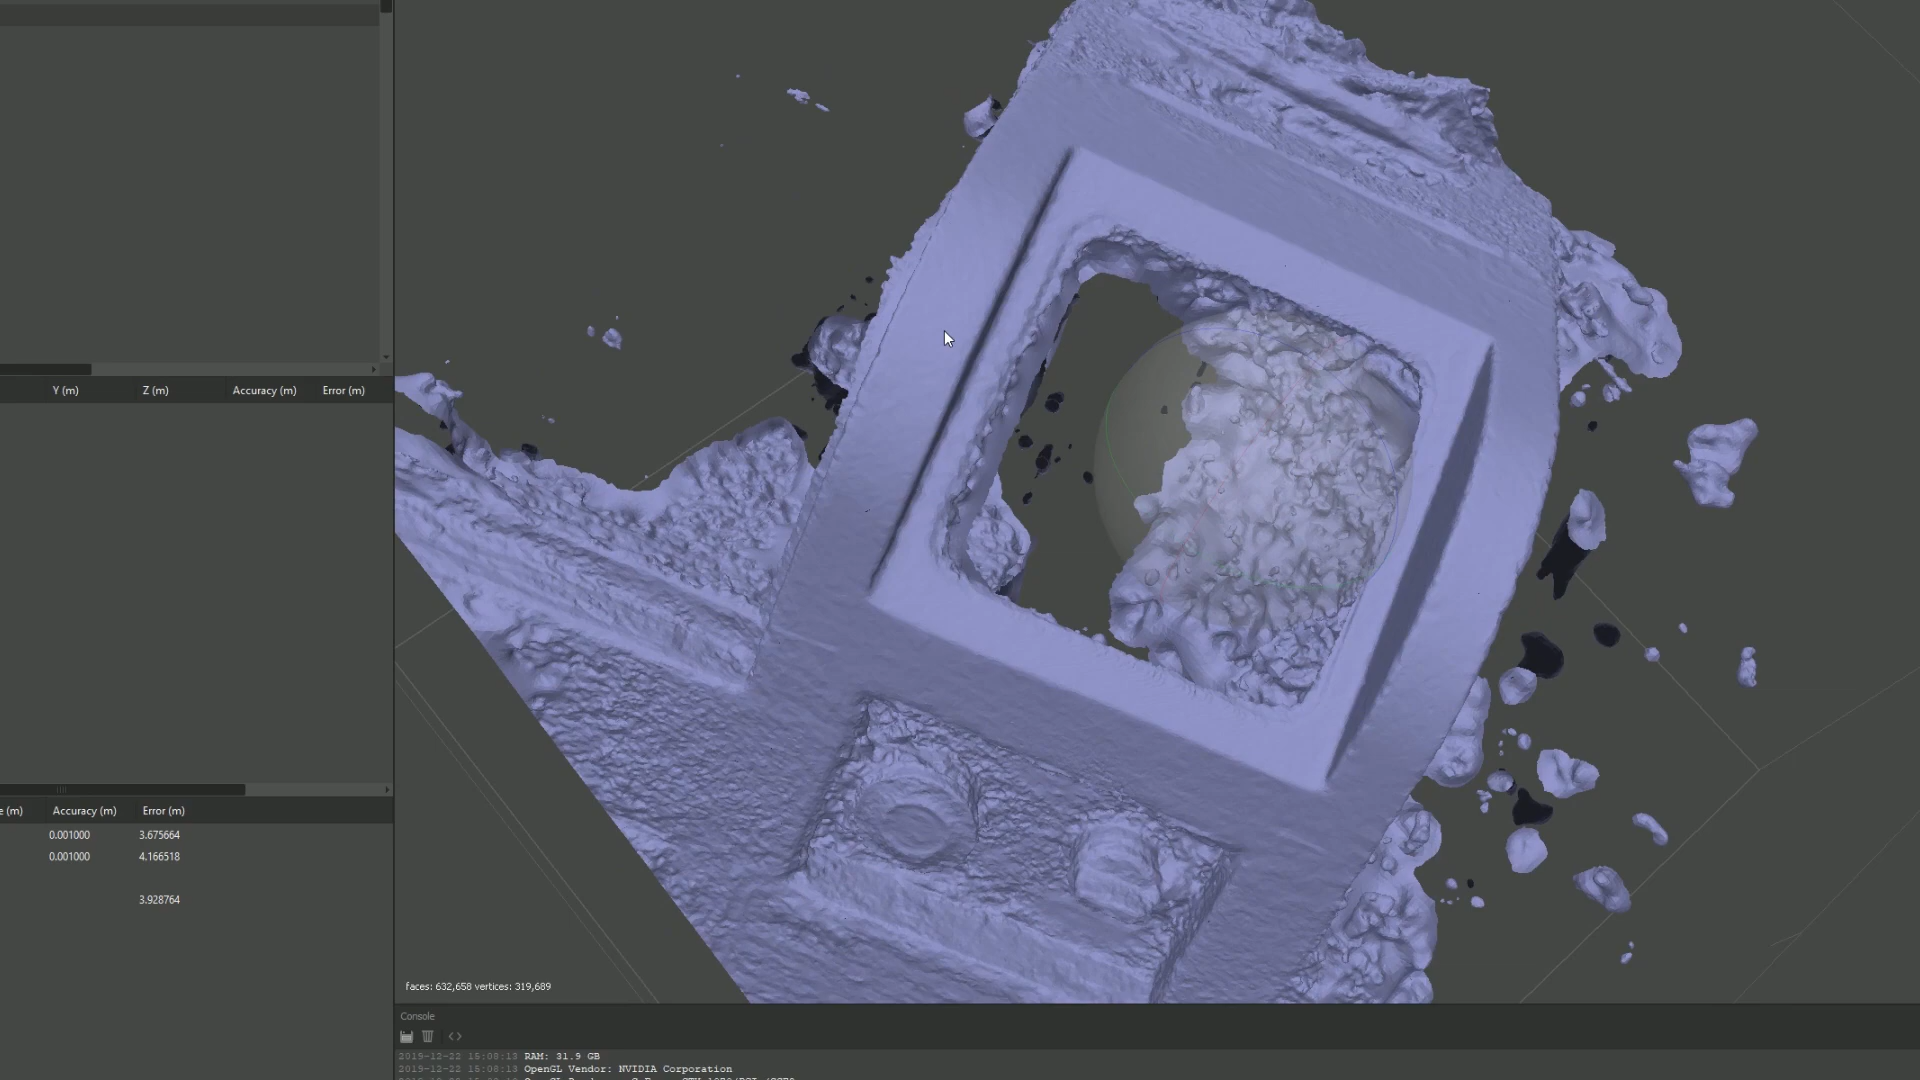 Y (m) Z (m) Accuracy (m) Error (m)
e (m) Accuracy (m) Error (m)
0.001000 3.675664
0.001000 4.166518
3.928764
faces: 632,658 vertices: 319,689
Console
2019-12-22 15:08:13 RAM: 31.9 GB
2019-12-22 15:08:13 OpenGL Vendor: NVIDIA Corporation